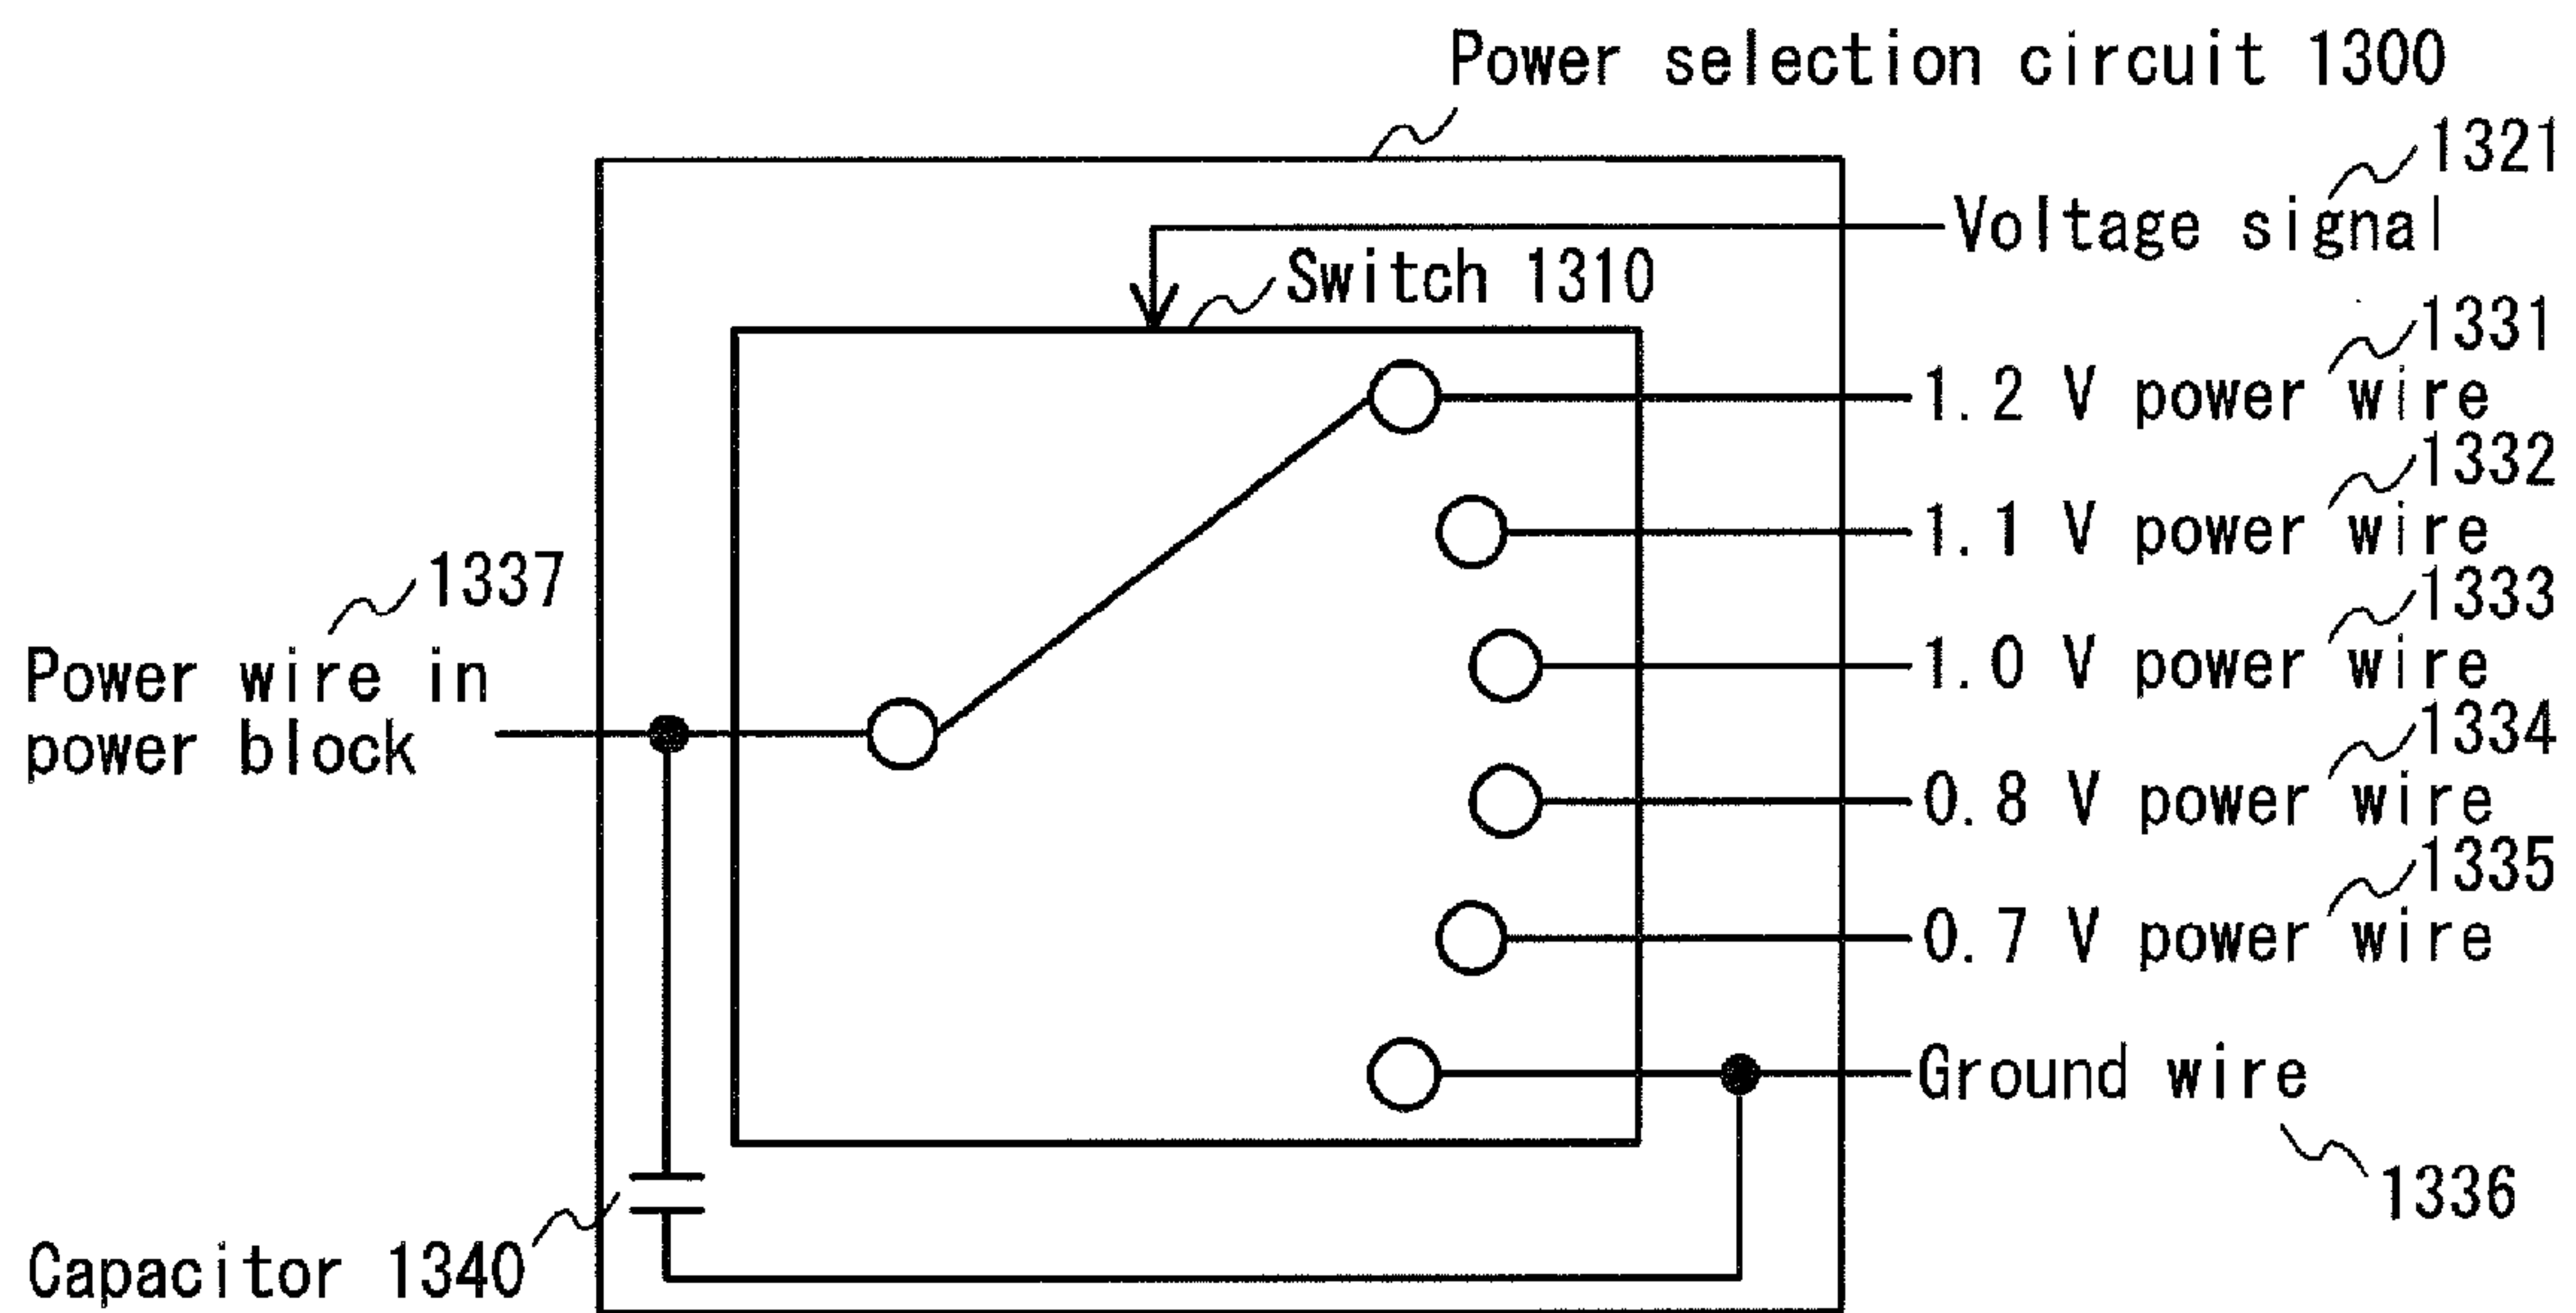 Power selection circuit 1300
1321
Voltage signal
Switch 1310
1331
1.2 V power wire
1332
1.1 V power wire
1333
1.0 V power wire
1334
0.8 V power wire
1335
0.7 V power wire
1337
Power wire in
power block
Ground wire
1336
Capacitor 1340